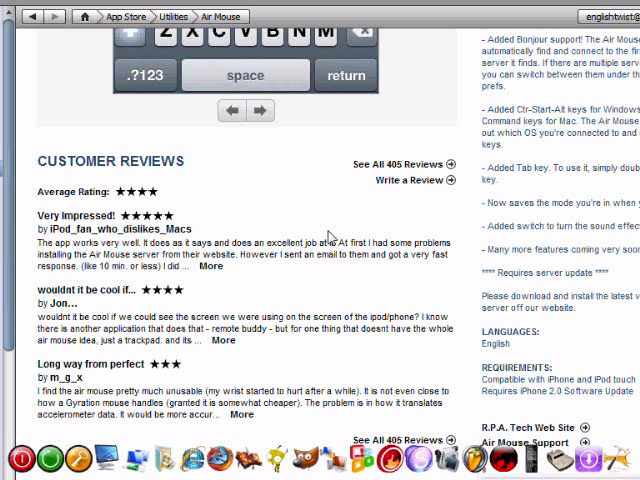 App Store
Utilities
Air Mouse
englishtwist@
Z X C V B N M
.?123
space
return
CUSTOMER REVIEWS
See All 405 Reviews
Write a Review
Average Rating: ★★★★
Very Impressed! ★★★★★
by iPod_fan_who_dislikes_Macs
The app works very well. It does as it says and does an excellent job at At first I had some problems
installing the Air Mouse server from their website. However I sent an email to them and got a very fast
response. (like 10 min. or less) I did ... More
wouldnt it be cool if... ★★★★
by Jon...
wouldnt it be cool if we could see the screen we were using on the screen of the ipod/phone? I know
there is another application that does that - remote buddy - but for one thing that doesnt have the whole
air mouse idea, just a trackpad. and its ... More
Long way from perfect ★★★
by m_g_x
I find the air mouse pretty much unusable (my wrist started to hurt after a while). It is not even close to
how a Gyration mouse handles (granted it is somewhat cheaper). The problem is in how it translates
accelerometer data. It would be more accur... More
See All 405 Reviews
- Added Bonjour support! The Air Mouse
automatically find and connect to the fir
server it finds. If there are multiple serve
you can switch between them under th
prefs.
- Added Ctr-Start-Alt keys for Windows
Command keys for Mac. The Air Mouse
out which OS you're connected to and
keys.
- Added Tab key. To use it, simply doub
key.
- Now saves the mode you're in when y
- Added switch to turn the sound effec
- Many more features coming very soon
**** Requires server update ****
Please download and install the latest v
server off our website.
LANGUAGES:
English
REQUIREMENTS:
Compatible with iPhone and iPod touch
Requires iPhone 2.0 Software Update
R.P.A. Tech Web Site
Air Mouse Support